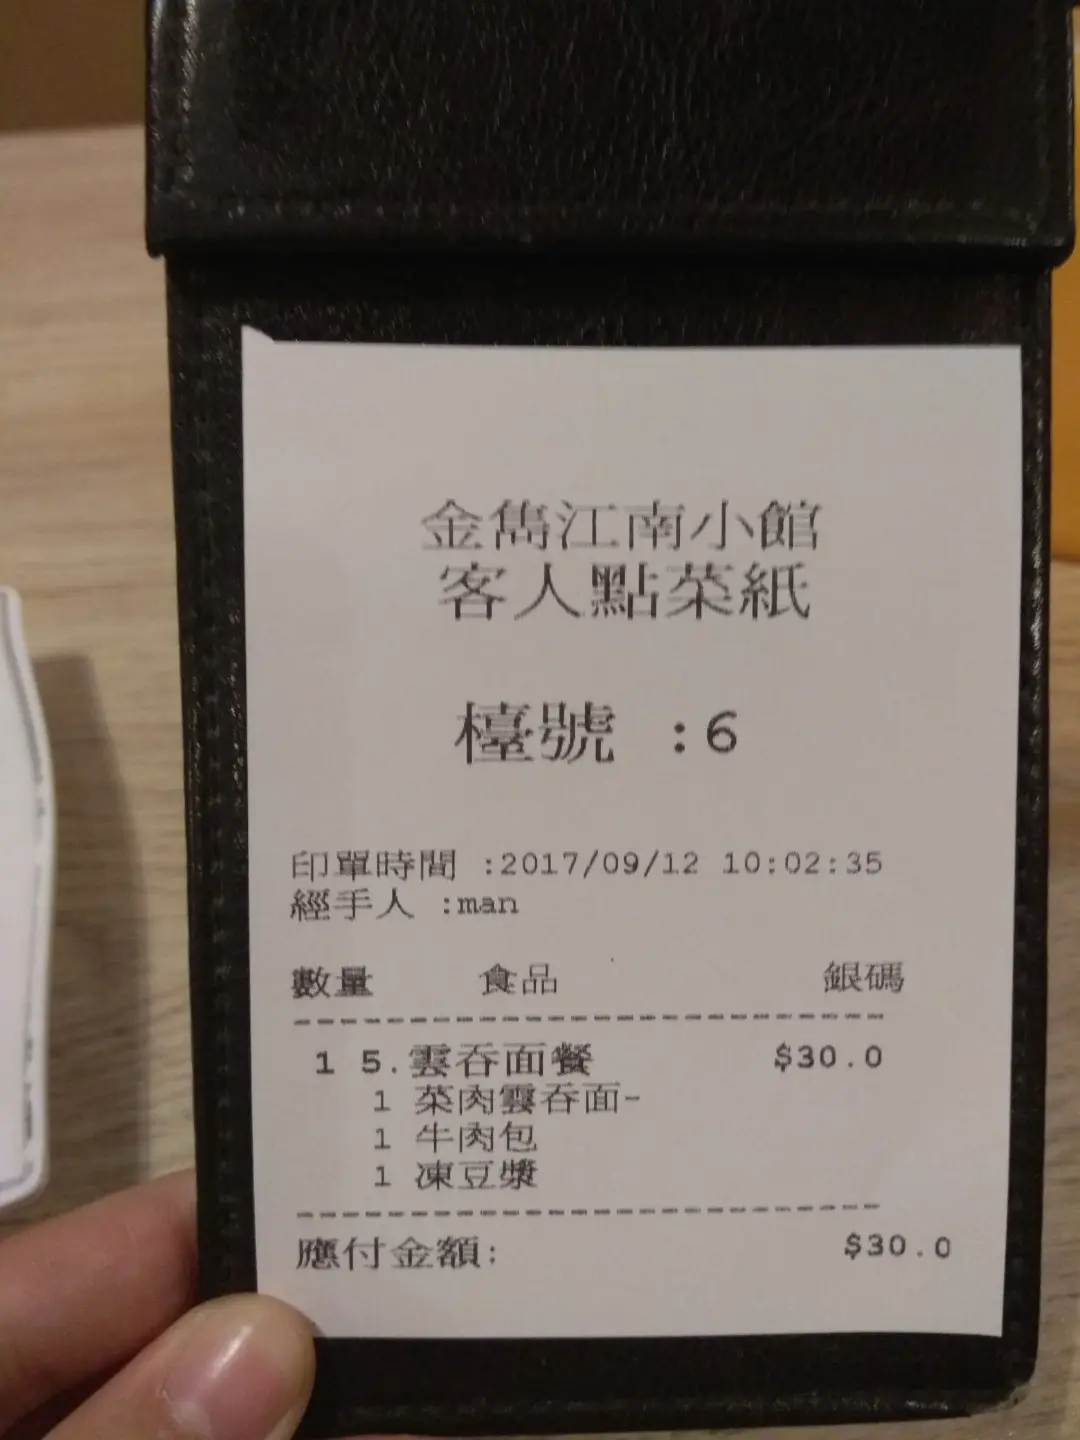 金雋江南小館
客人點菜紙
檯號 :6
印單時間 :2017/09/12 10:02:35
經手人 :man
數量 食品 銀碼
1 5.雲吞面餐 $30.0
1 菜肉雲吞面-
1 牛肉包
1 凍豆漿
應付金額: $30.0